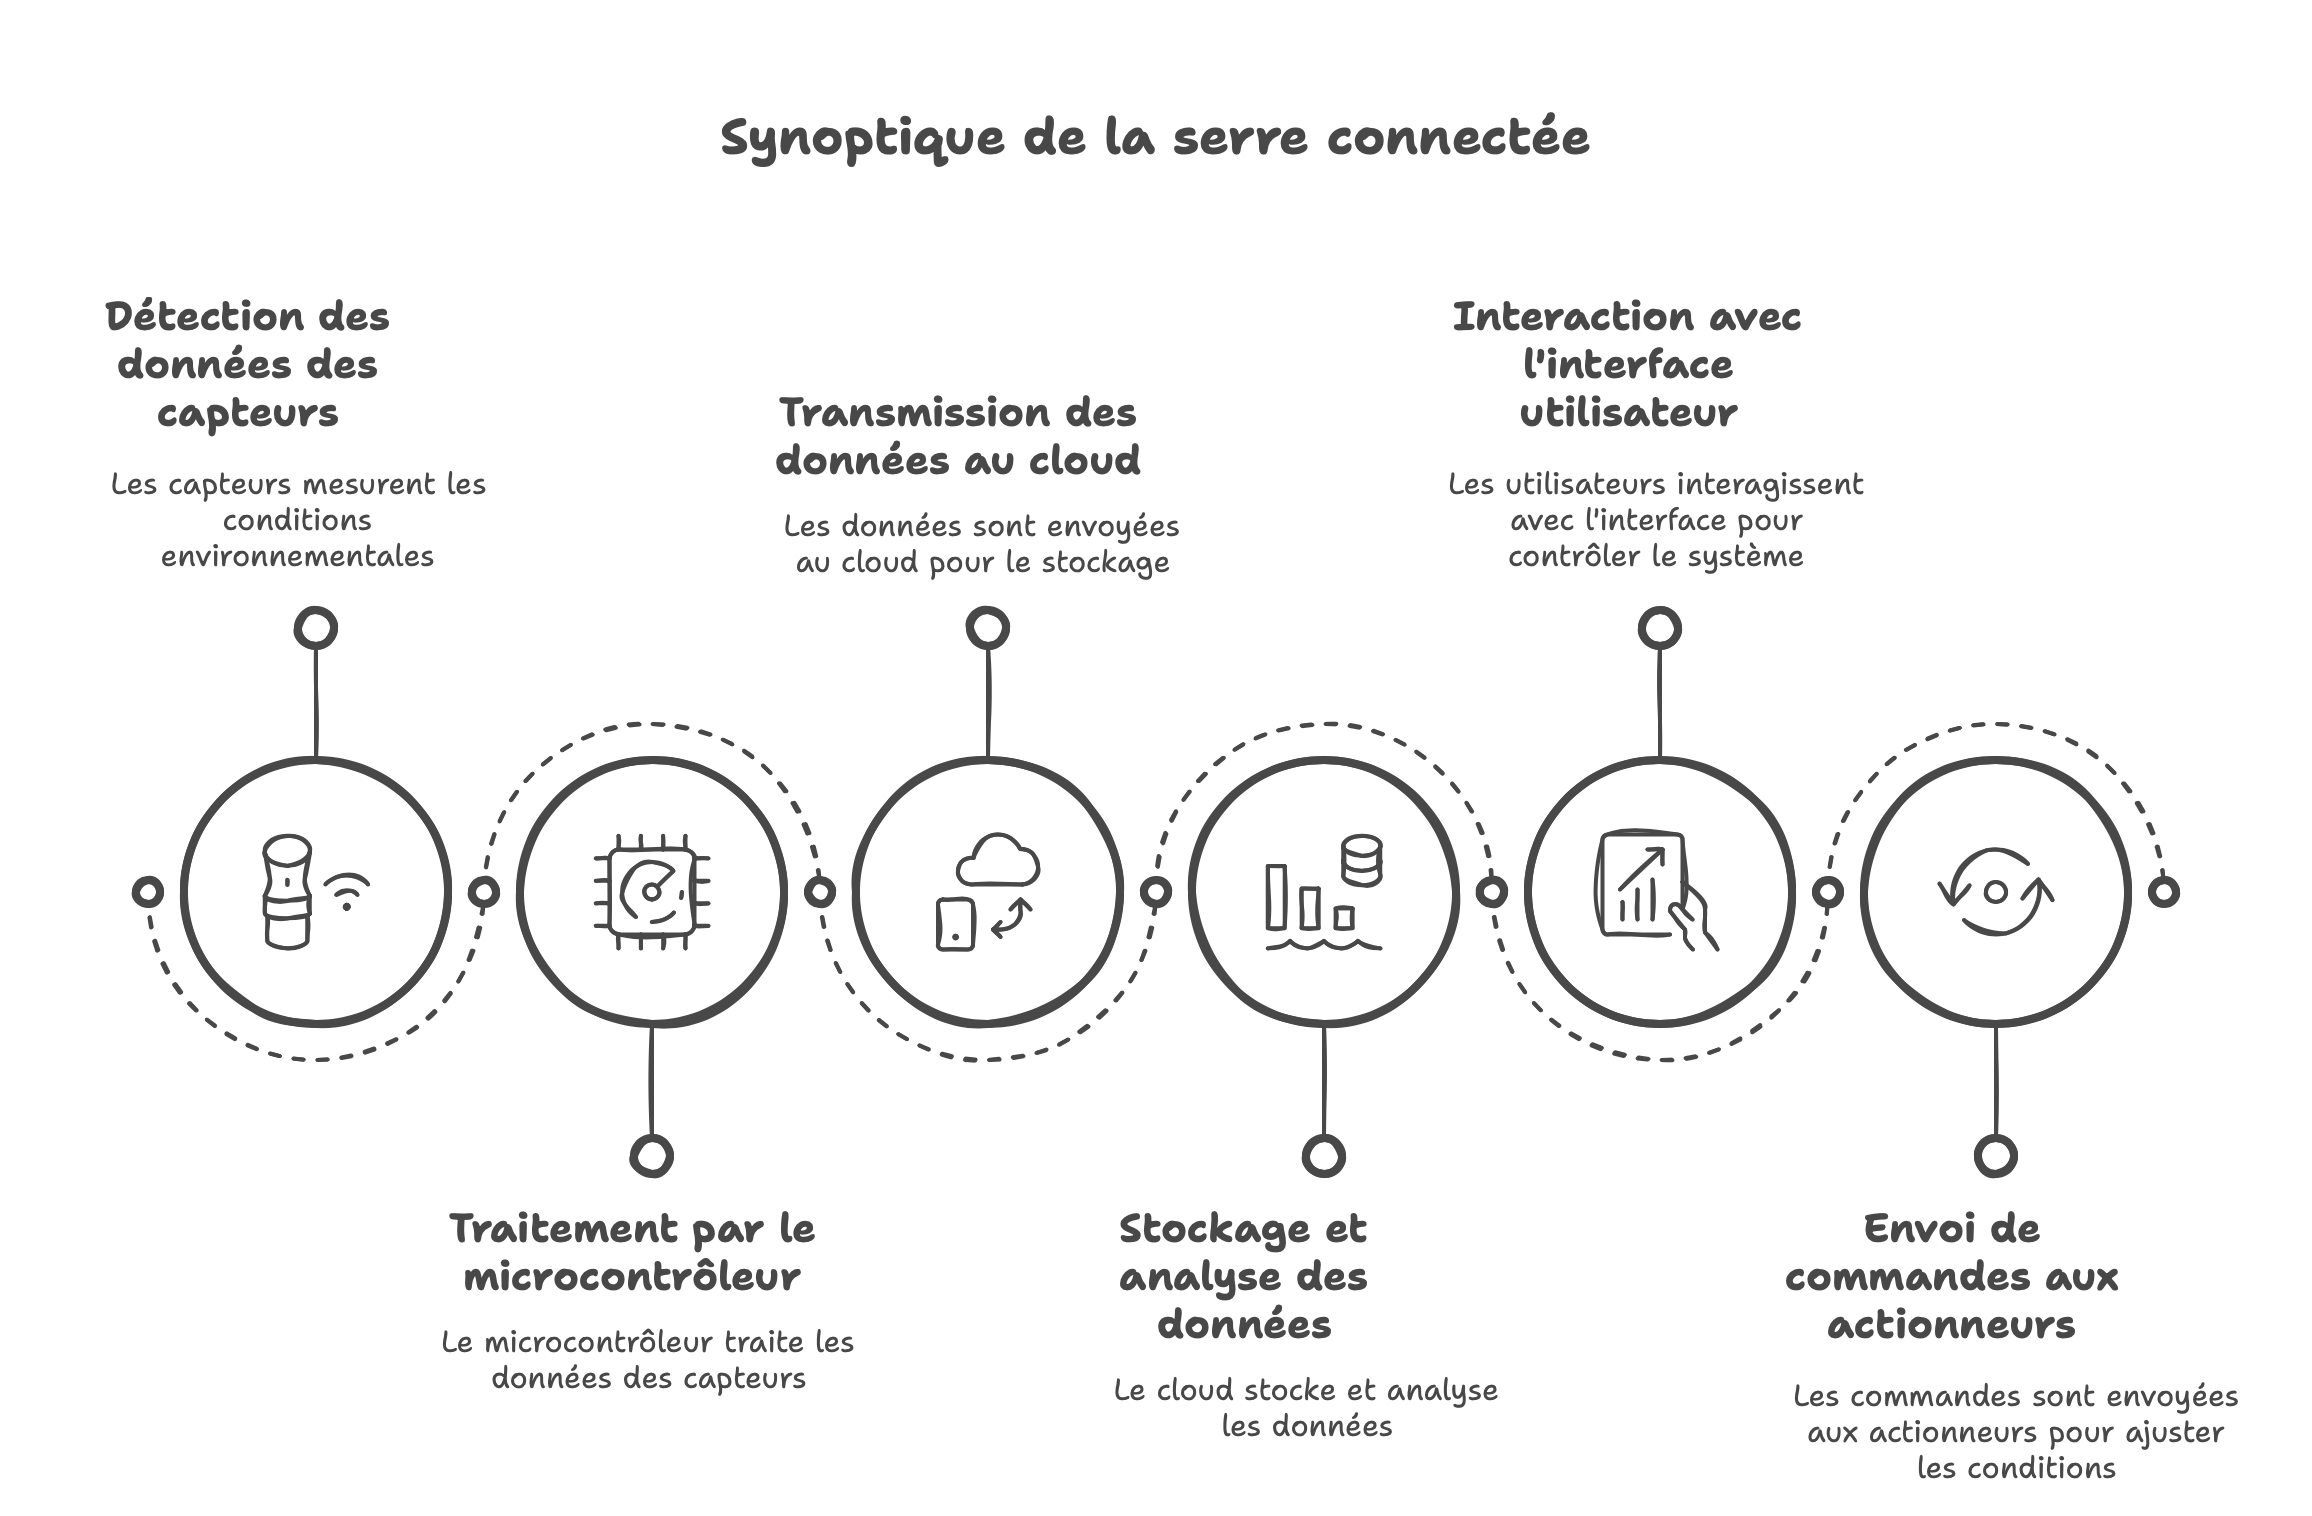 Synoptique de la serre connectée
Détection des
données des
capteurs
Les capteurs mesurent les
conditions
environnementales
Traitement par le
microcontrôleur
Le microcontrôleur traite les
données des capteurs
Transmission des
données au cloud
Les données sont envoyées
au cloud pour le stockage
Stockage et
analyse des
données
Le cloud stocke et analyse
les données
Interaction avec
l'interface
utilisateur
Les utilisateurs interagissent
avec l'interface pour
contrôler le système
Envoi de
commandes aux
actionneurs
Les commandes sont envoyées
aux actionneurs pour ajuster
les conditions